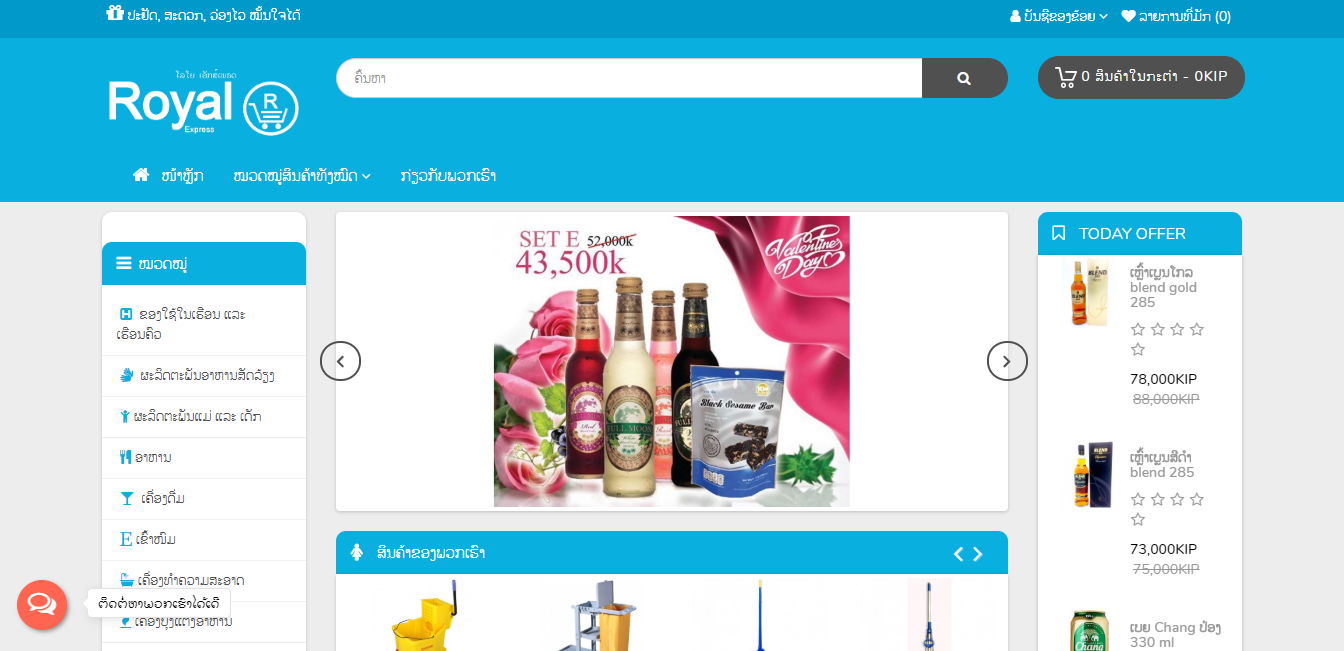 ປະຢັດ, ສະດວກ, ວ່ອງໄວ ໝັ້ນໃຈໄດ້
ບັນຊີຂອງຂ້ອຍ
ລາຍການທີ່ມັກ (0)
ໂລໂຍ ເອັກສ໌ເພຣດ
Royal
R
Express
ຄົ້ນຫາ
0 ສິນຄ້າໃນກະຕ່າ - 0KIP
ໜ້າຫຼັກ
ໝວດໝູ່ສິນຄ້າທັງໝົດ
ກ່ຽວກັບພວກເຮົາ
ໝວດໝູ່
ຂອງໃຊ້ໃນເຮືອນ ແລະ
ເຮືອນຄົວ
ຜະລິດຕະພັນອາຫານສັດລ້ຽງ
ຜະລິດຕະພັນແມ່ ແລະ ເດັກ
ອາຫານ
ເຄື່ອງດື່ມ
ເຂົ້າໜົມ
ເຄື່ອງທຳຄວາມສະອາດ
ເຄື່ອງປຸງແຕ່ງອາຫານ
ຕິດຕໍ່ຫາພວກເຮົາໄດ້ເດີ
SET E 52,000k
43,500k
Valentine's
Day
FULL MOON
Black Sesame Bar
ສິນຄ້າຂອງພວກເຮົາ
TODAY OFFER
BLEND
ເຫຼົ້າເບຼນໂກລ
blend gold
285
78,000KIP
88,000KIP
ເຫຼົ້າເບຼນສີດຳ
blend 285
73,000KIP
75,000KIP
ເບຍ Chang ປ໋ອງ
330 ml
Chang